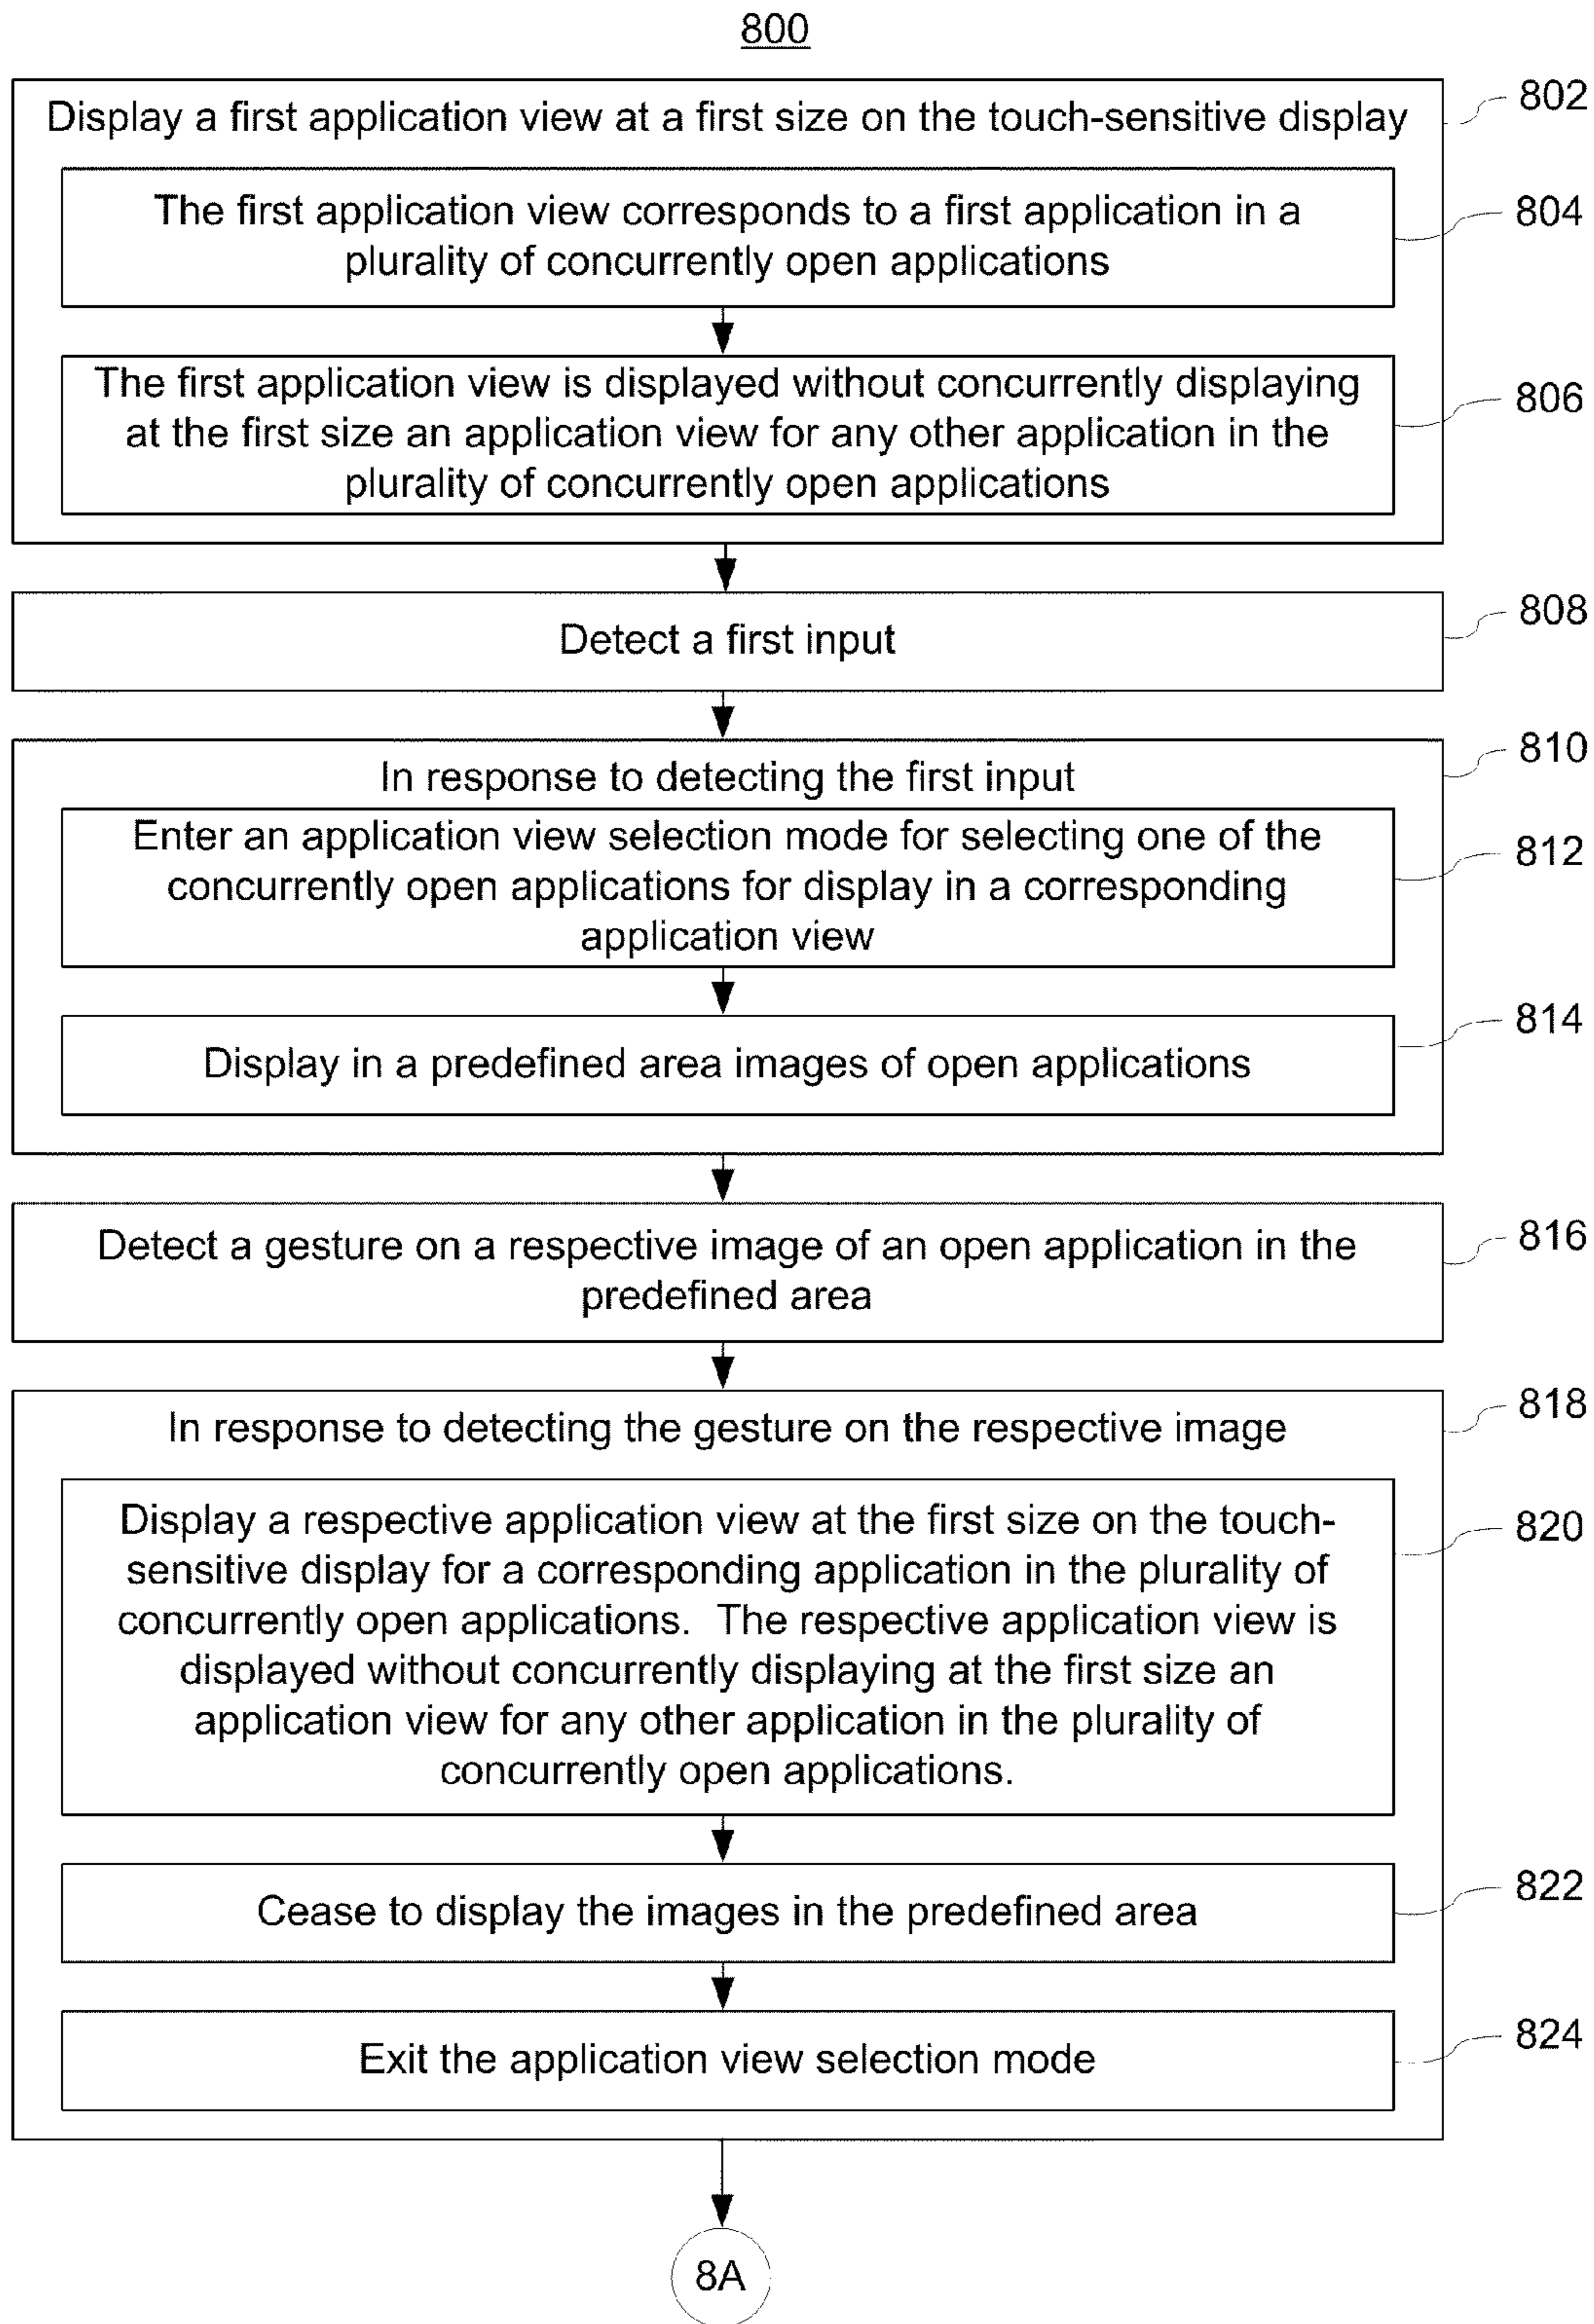 800
Display a first application view at a first size on the touch-sensitive display
802
The first application view corresponds to a first application in a
plurality of concurrently open applications
804
The first application view is displayed without concurrently displaying
at the first size an application view for any other application in the
plurality of concurrently open applications
806
Detect a first input
808
In response to detecting the first input
810
Enter an application view selection mode for selecting one of the
concurrently open applications for display in a corresponding
application view
812
Display in a predefined area images of open applications
814
Detect a gesture on a respective image of an open application in the
predefined area
816
In response to detecting the gesture on the respective image
818
Display a respective application view at the first size on the touch-
sensitive display for a corresponding application in the plurality of
concurrently open applications.  The respective application view is
displayed without concurrently displaying at the first size an
application view for any other application in the plurality of
concurrently open applications.
820
Cease to display the images in the predefined area
822
Exit the application view selection mode
824
8A